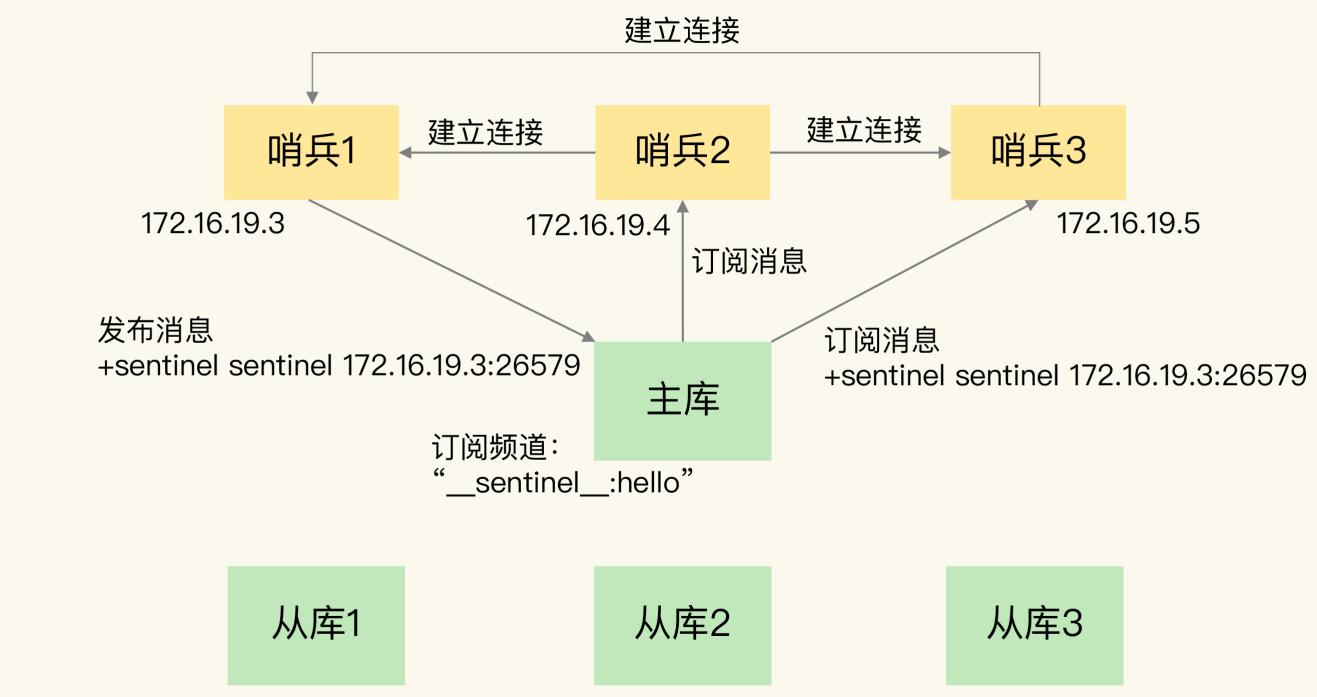 建立连接
哨兵1
建立连接
哨兵2
建立连接
哨兵3
172.16.19.3
172.16.19.4
172.16.19.5
订阅消息
发布消息
+sentinel sentinel 172.16.19.3:26579
订阅消息
+sentinel sentinel 172.16.19.3:26579
主库
订阅频道：
“__sentinel__:hello”
从库1
从库2
从库3